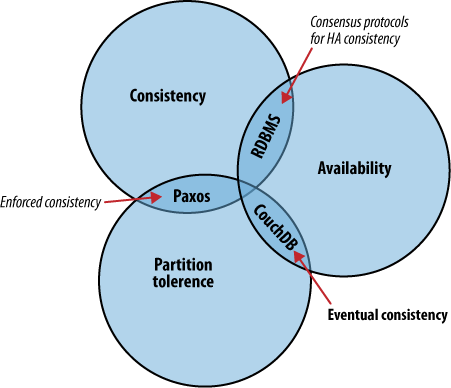 Consensus protocols
for HA consistency
Consistency
RDBMS
Availability
Enforced consistency
Paxos
CouchDB
Partition
tolerence
Eventual consistency